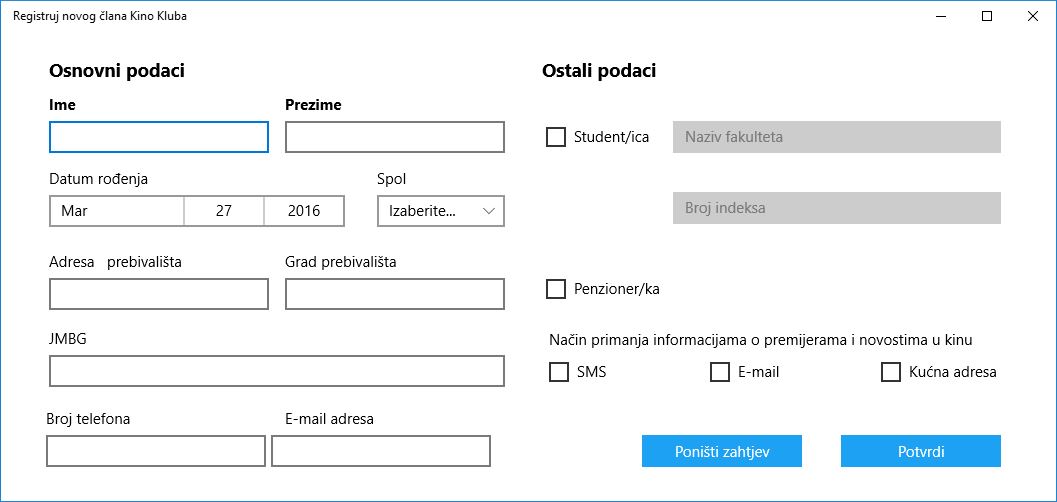 Registruj novog člana Kino Kluba
Osnovni podaci
Ime Prezime
Datum rođenja Spol
Mar 27 2016 Izaberite...
Adresa prebivališta Grad prebivališta
JMBG
Broj telefona E-mail adresa
Ostali podaci
Student/ica Naziv fakulteta
Broj indeksa
Penzioner/ka
Način primanja informacijama o premijerama i novostima u kinu
SMS E-mail Kućna adresa
Poništi zahtjev Potvrdi